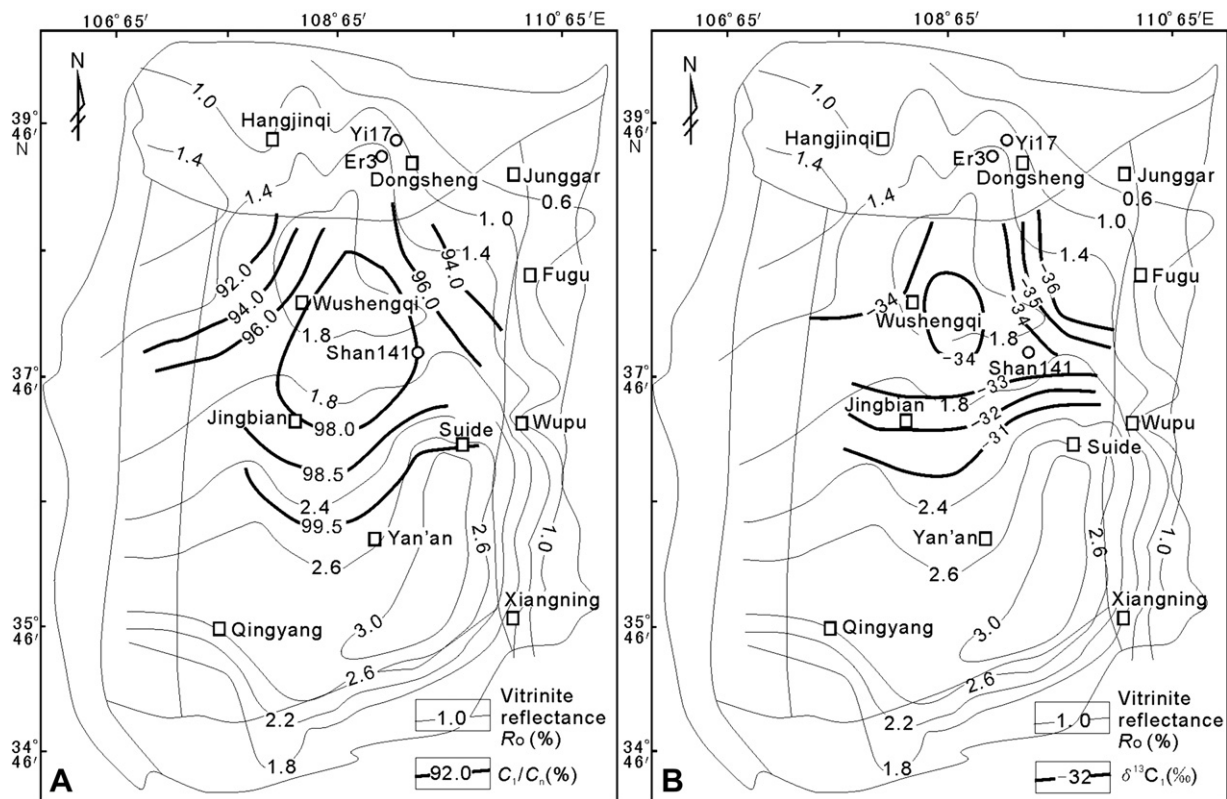 106°65′ 108°65′ 110°65′E
N
39°
46′
N
37°
46′
35°
46′
34°
46′
1.0
Hangjinqi
Yi17
Er3
Dongsheng
Junggar
1.4
0.6
1.0
1.4
92.0
94.0
96.0
96.0
94.0
Fugu
Wushengqi
1.8
Shan141
1.8
Jingbian
98.0
Suide
Wupu
98.5
2.4
99.5
Yan'an
2.6
2.6
1.0
3.0
Xiangning
Qingyang
2.6
2.2
1.8
1.0 Vitrinite
reflectance
Ro (%)
92.0 C₁/Cₙ(%)
A
106°65′ 108°65′ 110°65′E
N
39°
46′
N
37°
46′
35°
46′
34°
46′
1.0
Hangjinqi
Yi17
Er3
Dongsheng
Junggar
1.4
0.6
1.0
1.4
-34
-34
-35
-36
Fugu
Wushengqi
1.8
-34
Shan141
-33
1.8
Jingbian
-32
-31
Wupu
Suide
2.4
Yan'an
2.6
2.6
1.0
3.0
Xiangning
Qingyang
2.6
2.2
1.8
1.0 Vitrinite
reflectance
Ro (%)
-32 δ¹³C₁(‰)
B